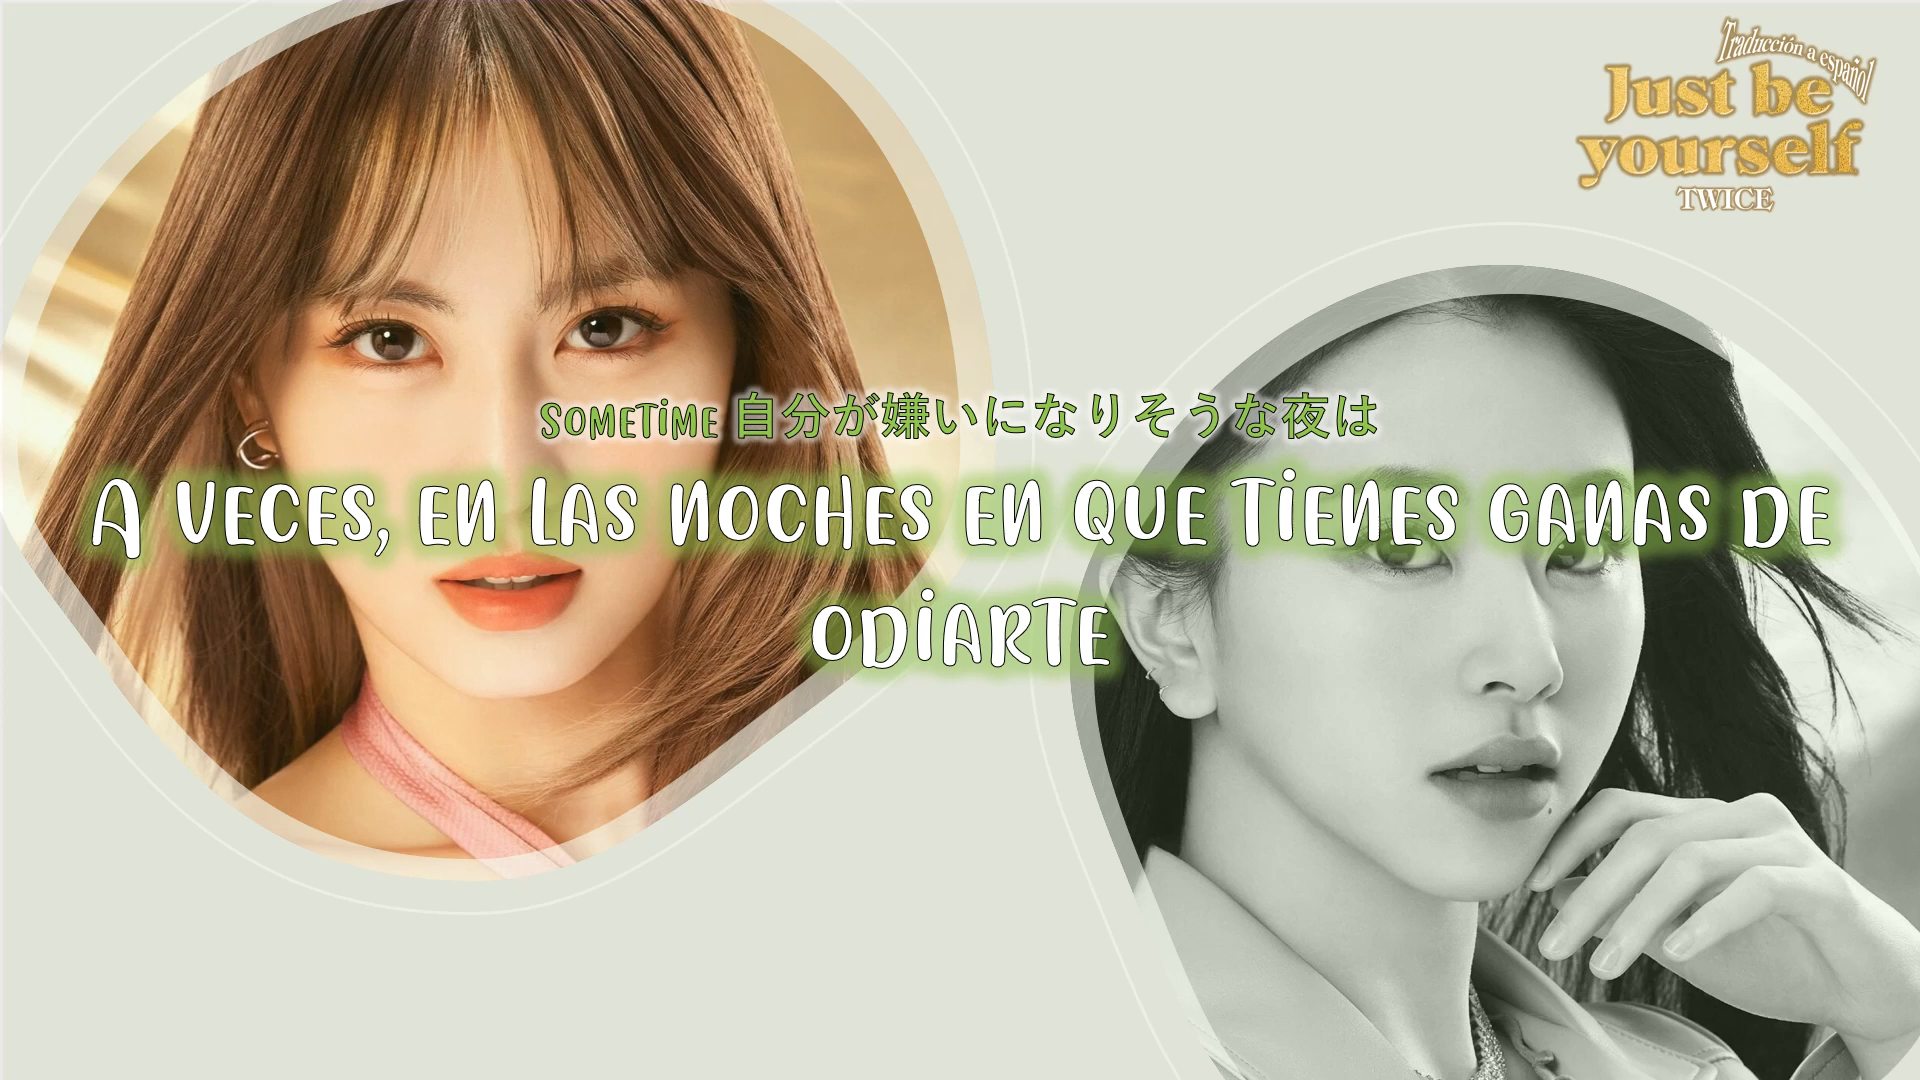 Traducción a español
Just be
yourself
TWICE
SOMETIME 自分が嫌いになりそうな夜は
A VECES, EN LAS NOCHES EN QUE TIENES GANAS DE
ODIARTE